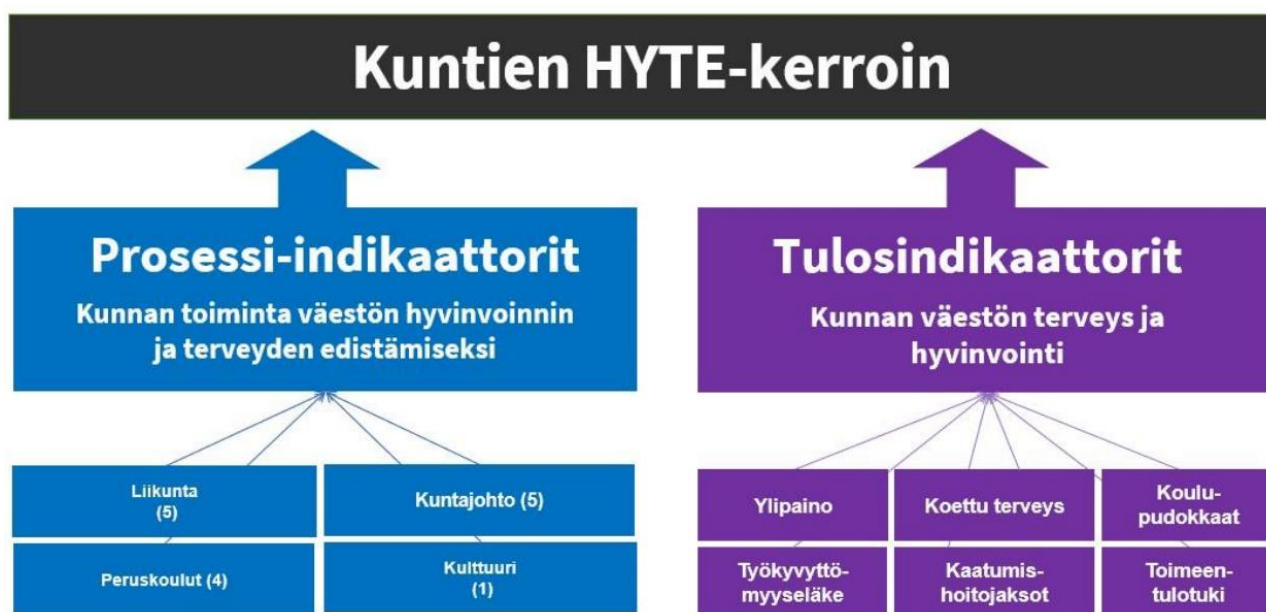 Kuntien HYTE-kerroin
Prosessi-indikaattorit
Kunnan toiminta väestön hyvinvoinnin
ja terveyden edistämiseksi
Liikunta
(5)
Kuntajohto (5)
Peruskoulut (4)
Kulttuuri
(1)
Tulosindikaattorit
Kunnan väestön terveys ja
hyvinvointi
Ylipaino
Koettu terveys
Koulu-
pudokkaat
Työkyvyttö-
myyseläke
Kaatumis-
hoitojaksot
Toimeen-
tulotuki